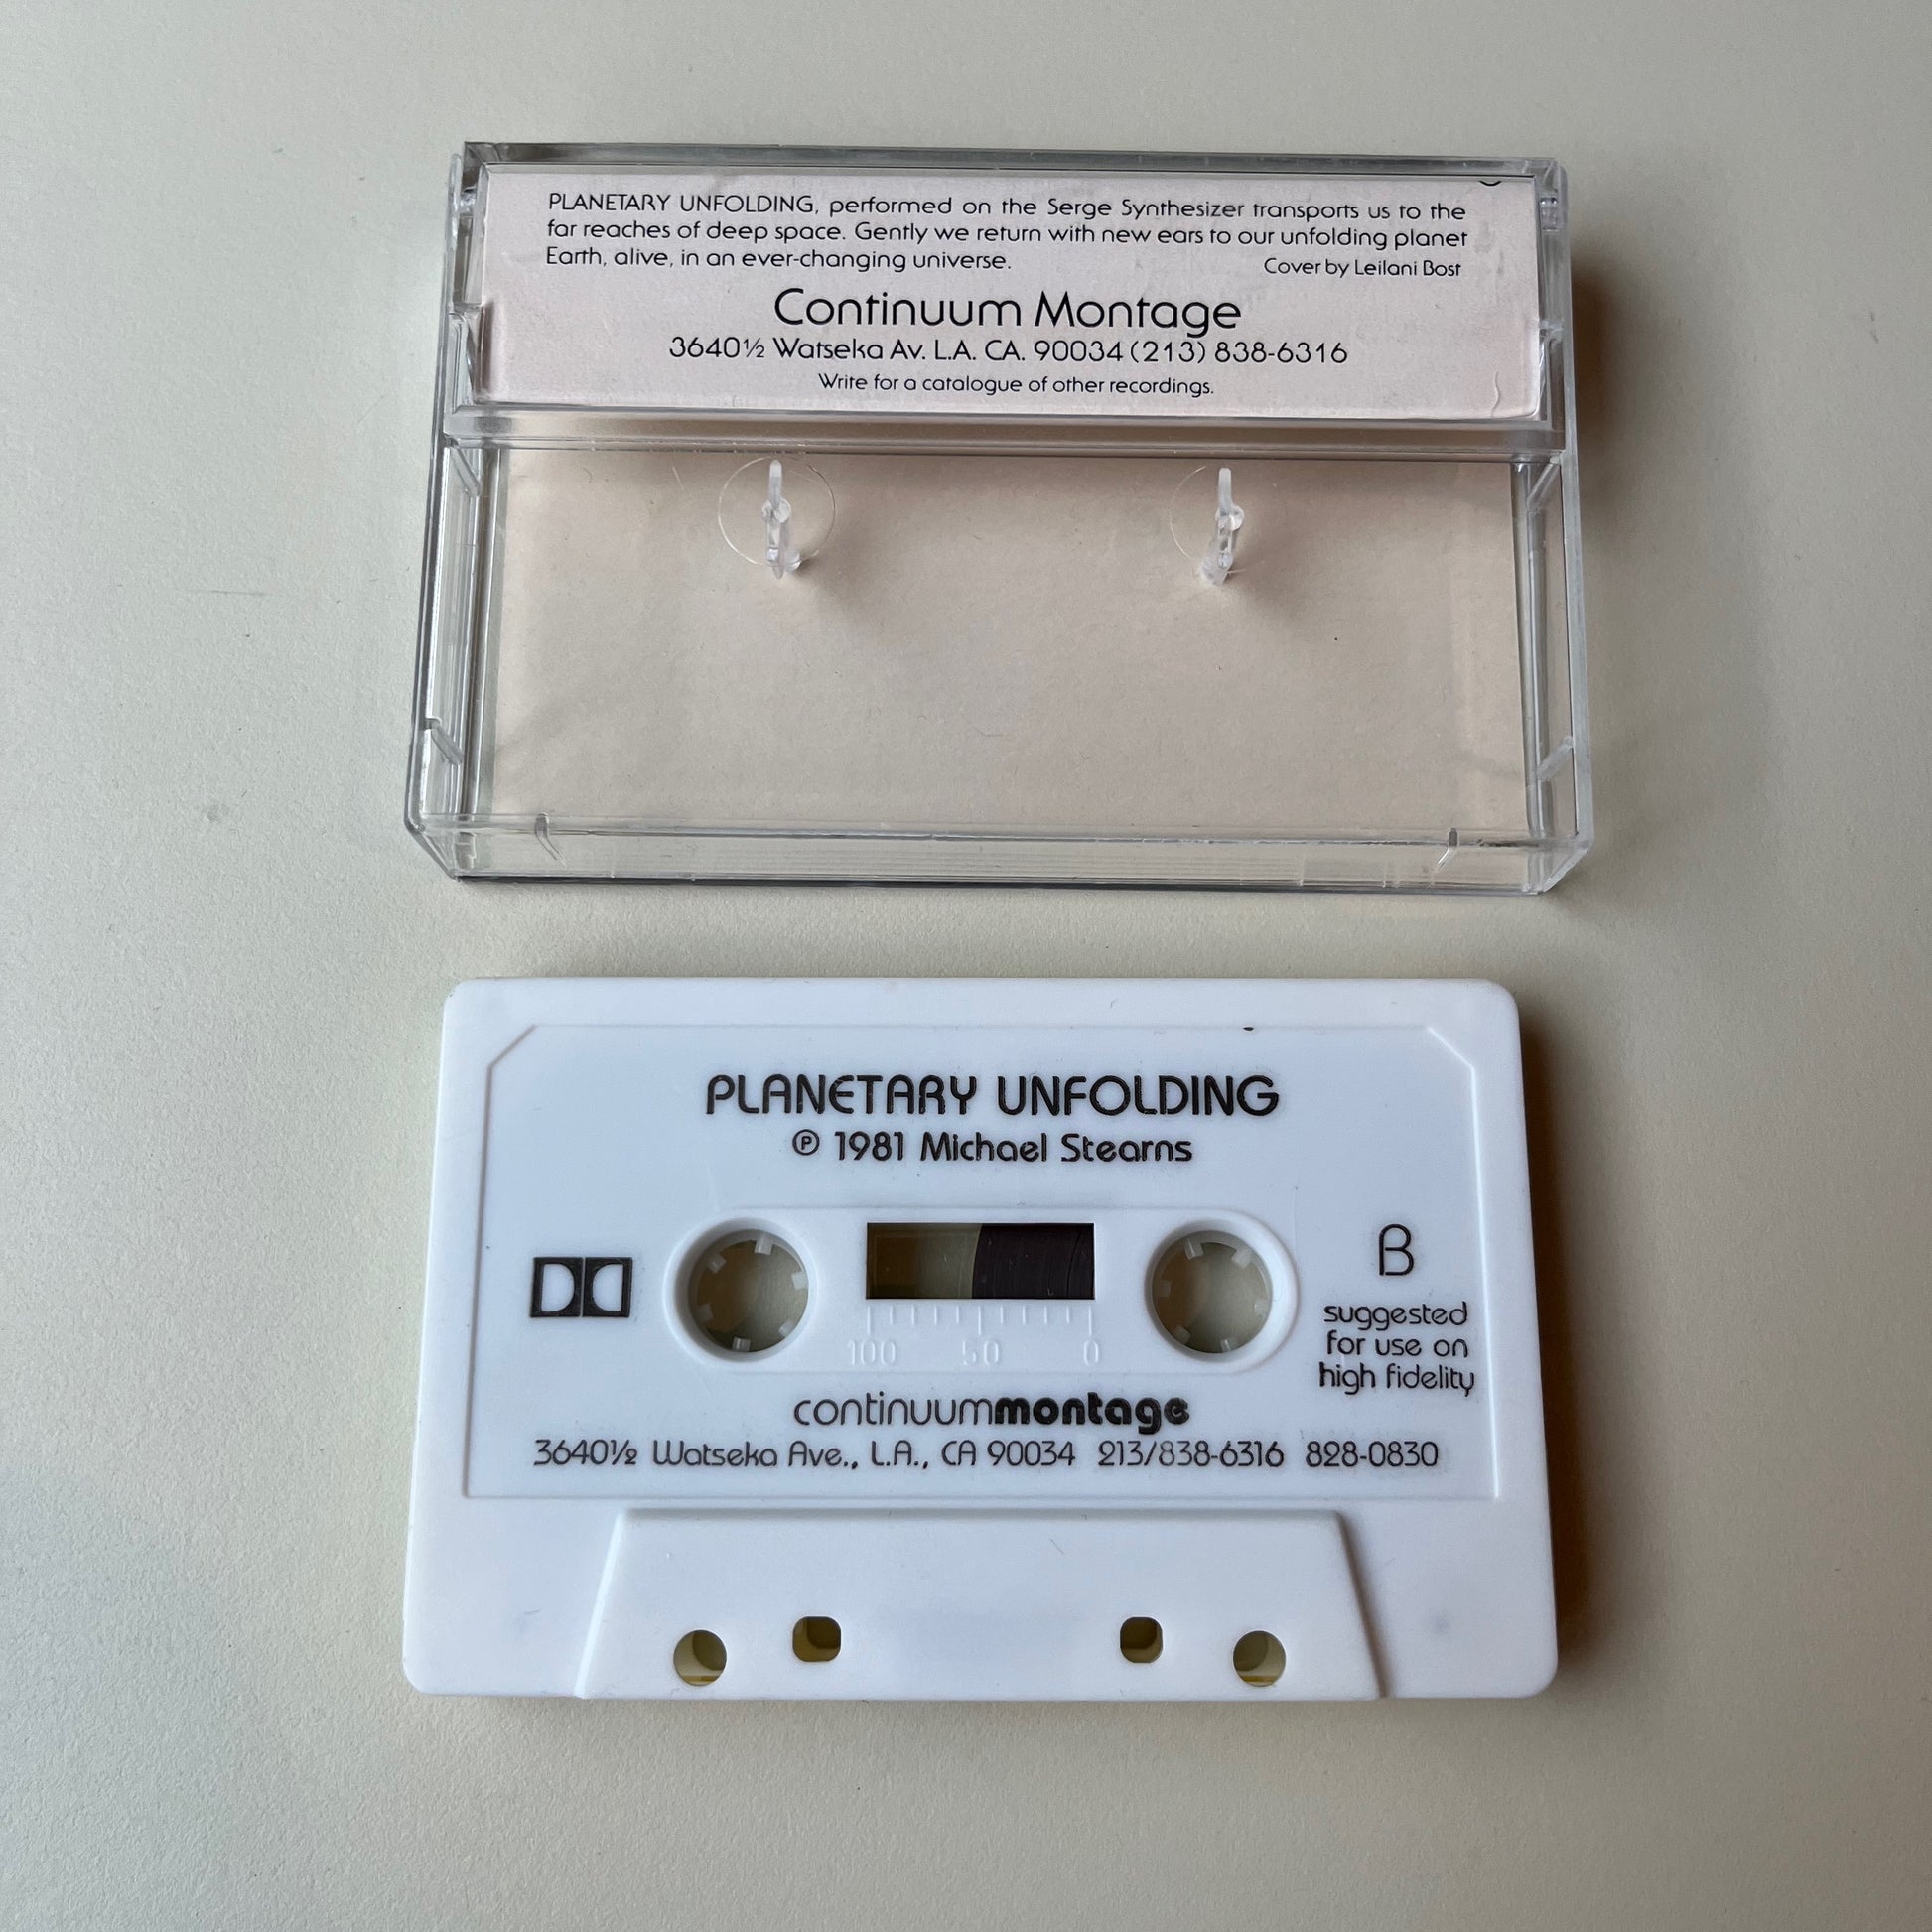 PLANETARY UNFOLDING, performed on the Serge Synthesizer transports us to the
far reaches of deep space. Gently we return with new ears to our unfolding planet
Earth, alive, in an ever-changing universe.
Cover by Leilani Bost
Continuum Montage
3640½ Watseka Av. L.A. CA. 90034 (213) 838-6316
Write for a catalogue of other recordings.
PLANETARY UNFOLDING
℗ 1981 Michael Stearns
B
suggested
for use on
high fidelity
100 50 0
continuummontage
3640½ Watseka Ave., L.A., CA 90034 213/838-6316 828-0830